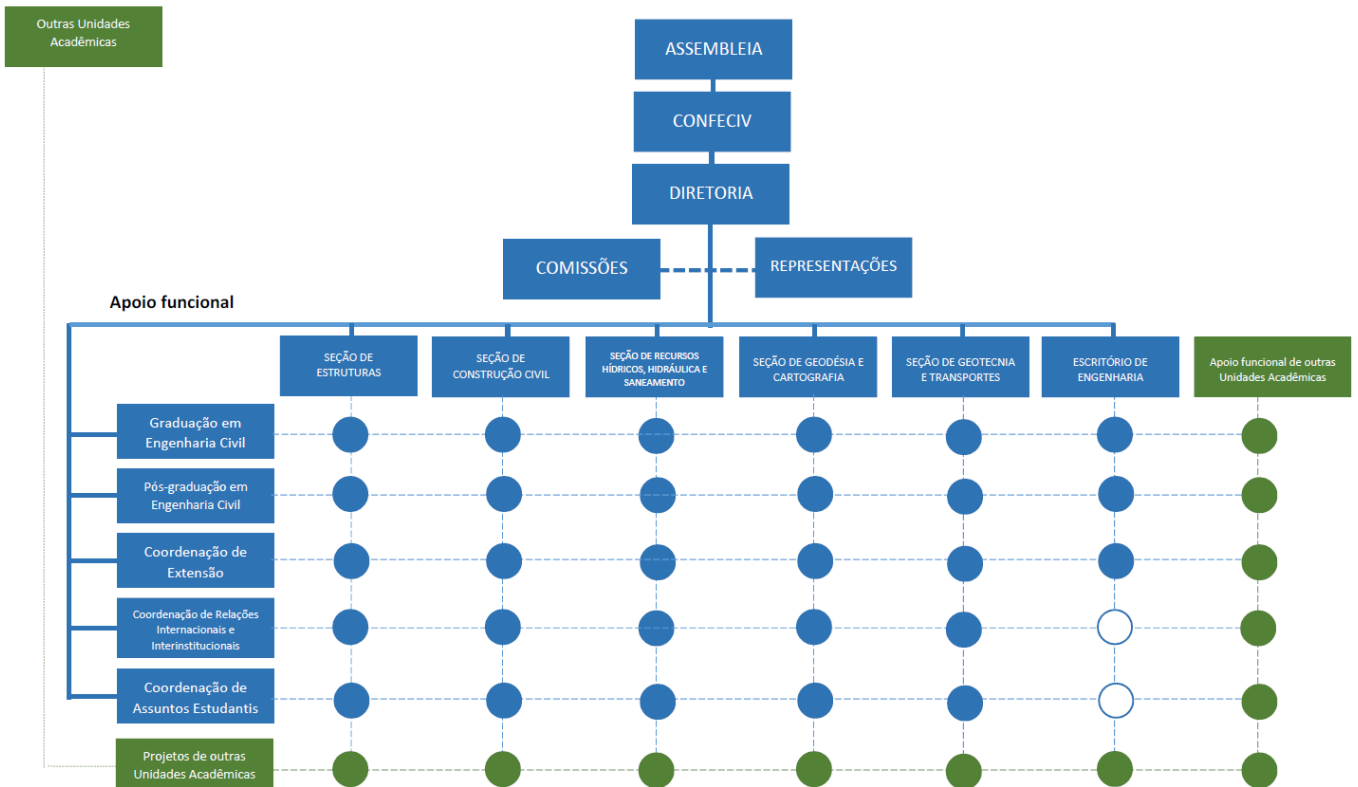 Outras Unidades
Acadêmicas
ASSEMBLEIA
CONFECIV
DIRETORIA
COMISSÕES
REPRESENTAÇÕES
Apoio funcional
SEÇÃO DE
ESTRUTURAS
SEÇÃO DE
CONSTRUÇÃO CIVIL
SEÇÃO DE RECURSOS
HÍDRICOS, HIDRÁULICA E
SANEAMENTO
SEÇÃO DE GEODÉSIA E
CARTOGRAFIA
SEÇÃO DE GEOTECNIA
E TRANSPORTES
ESCRITÓRIO DE
ENGENHARIA
Apoio funcional de outras
Unidades Acadêmicas
Graduação em
Engenharia Civil
Pós-graduação em
Engenharia Civil
Coordenação de
Extensão
Coordenação de Relações
Internacionais e
Interinstitucionais
Coordenação de
Assuntos Estudantis
Projetos de outras
Unidades Acadêmicas